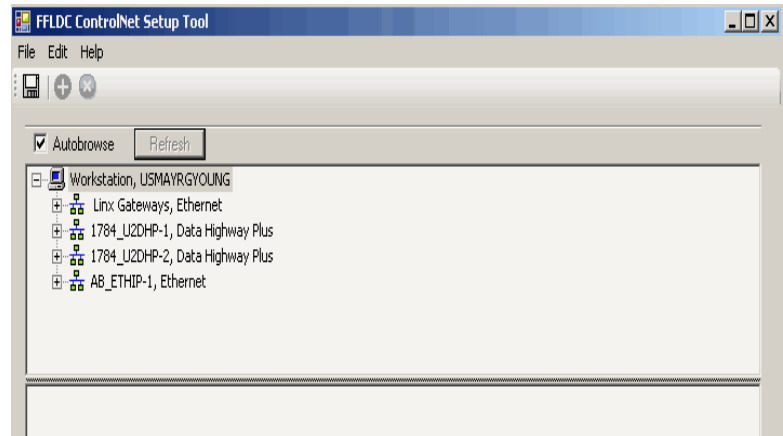 FFLDC ControlNet Setup Tool
File Edit Help
Autobrowse Refresh
Workstation, USMAYRGYOUNG
Linx Gateways, Ethernet
1784_U2DHP-1, Data Highway Plus
1784_U2DHP-2, Data Highway Plus
AB_ETHIP-1, Ethernet